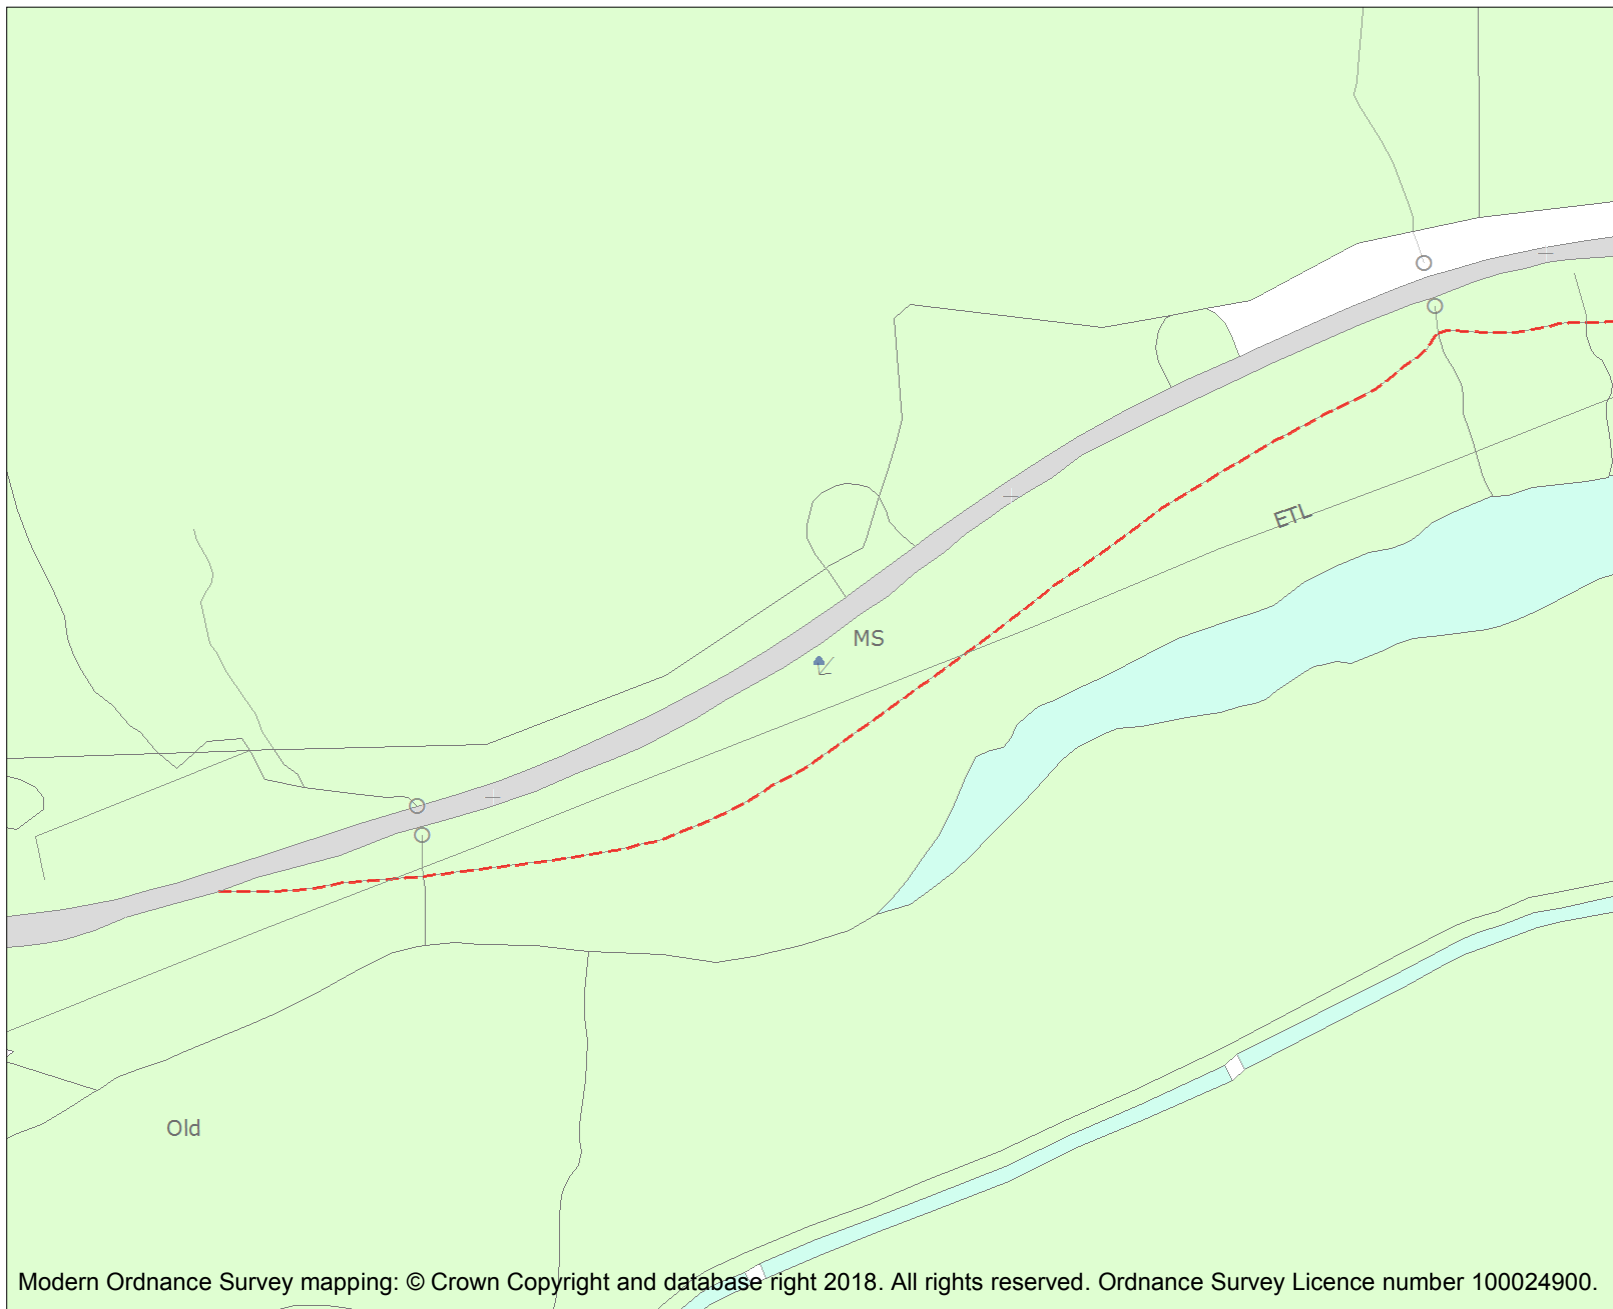 ETL
MS
Old
Modern Ordnance Survey mapping: © Crown Copyright and database right 2018. All rights reserved. Ordnance Survey Licence number 100024900.